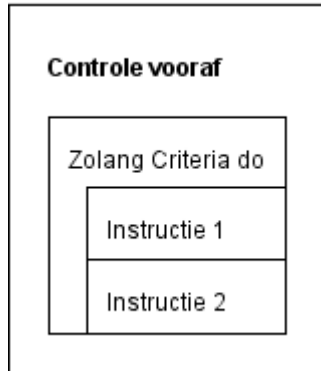 Controle vooraf
Zolang Criteria do
Instructie 1
Instructie 2